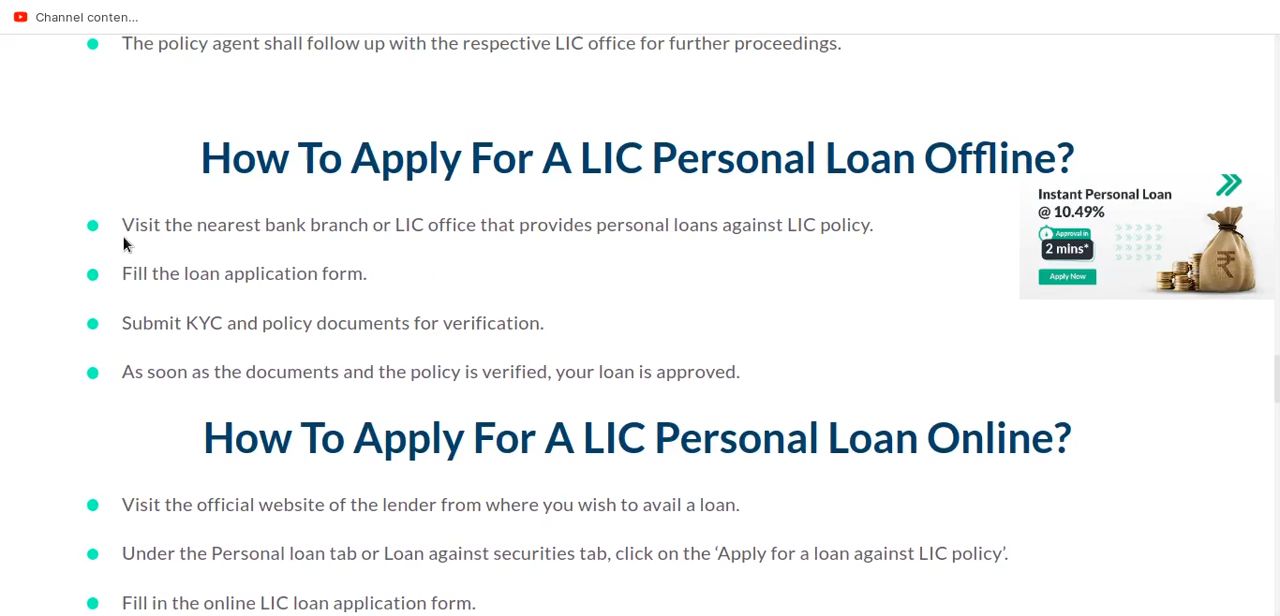 Channel conten...
The policy agent shall follow up with the respective LIC office for further proceedings.
How To Apply For A LIC Personal Loan Offline?
Visit the nearest bank branch or LIC office that provides personal loans against LIC policy.
Fill the loan application form.
Submit KYC and policy documents for verification.
As soon as the documents and the policy is verified, your loan is approved.
Instant Personal Loan
@ 10.49%
Approval in
2 mins*
Apply Now
How To Apply For A LIC Personal Loan Online?
Visit the official website of the lender from where you wish to avail a loan.
Under the Personal loan tab or Loan against securities tab, click on the ‘Apply for a loan against LIC policy’.
Fill in the online LIC loan application form.